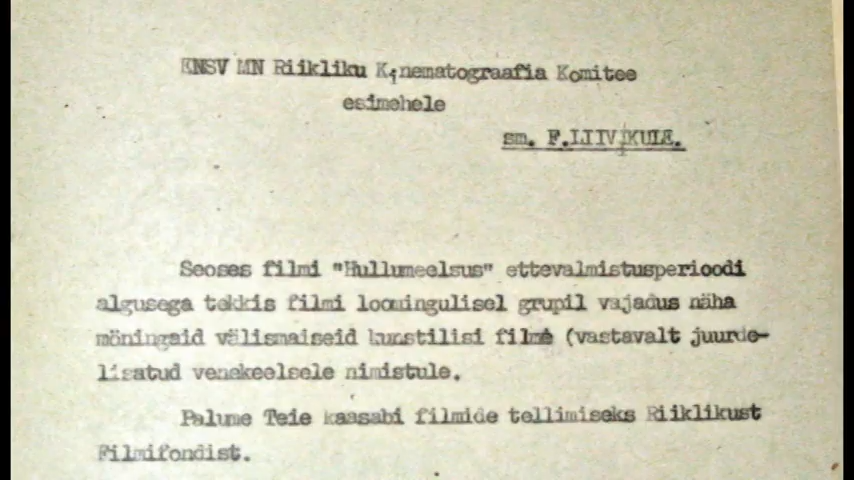 ENSV MN Riikliku Kinematograafia Komitee
esimehele
sm. F.LIIVIKULE.
Seoses filmi "Hullumeelsus" ettevalmistusperioodi
algusega tekkis filmi loomingulisel grupil vajadus näha
mõningaid välismaiseid kunstilisi filme (vastavalt juurde-
lisatud venekeelsele nimistule.
Palume Teie kaasabi filmide tellimiseks Riiklikust
Filmifondist.